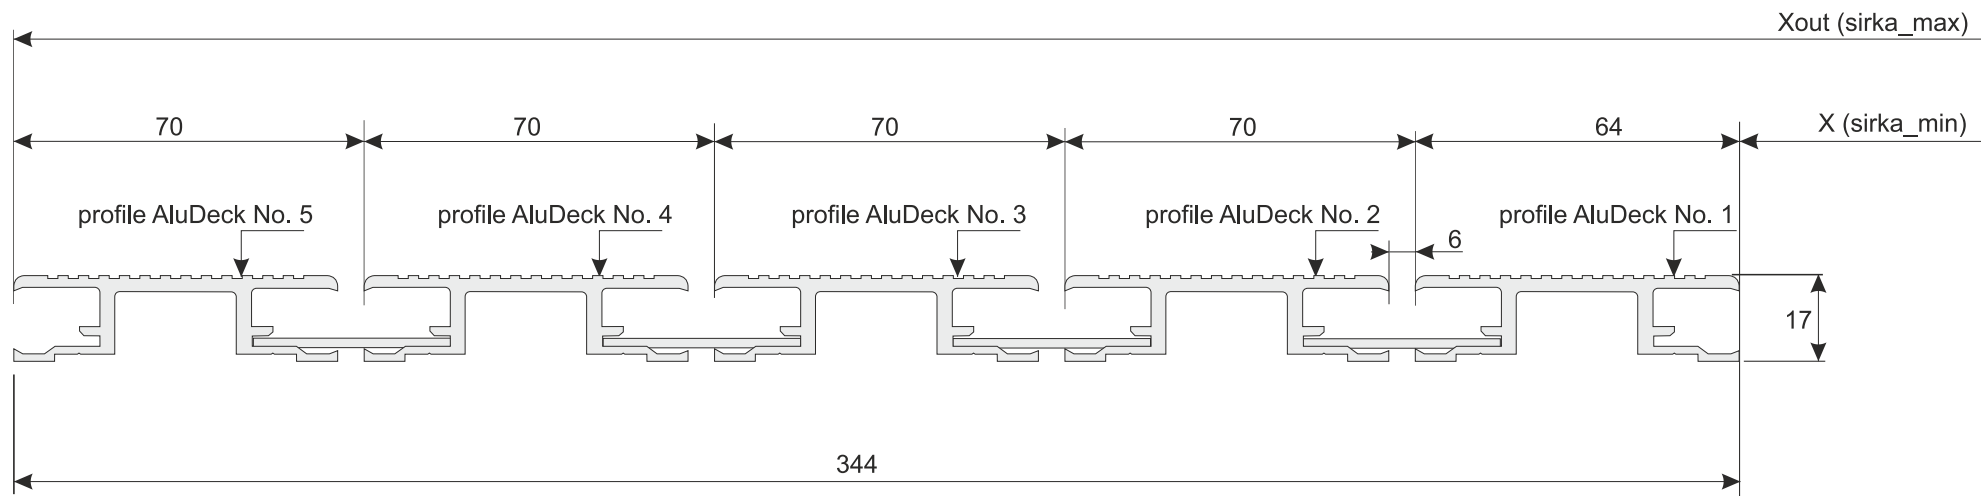 Xout (sirka_max)
70
70
70
70
64
X (sirka_min)
profile AluDeck No. 5
profile AluDeck No. 4
profile AluDeck No. 3
profile AluDeck No. 2
profile AluDeck No. 1
6
17
344